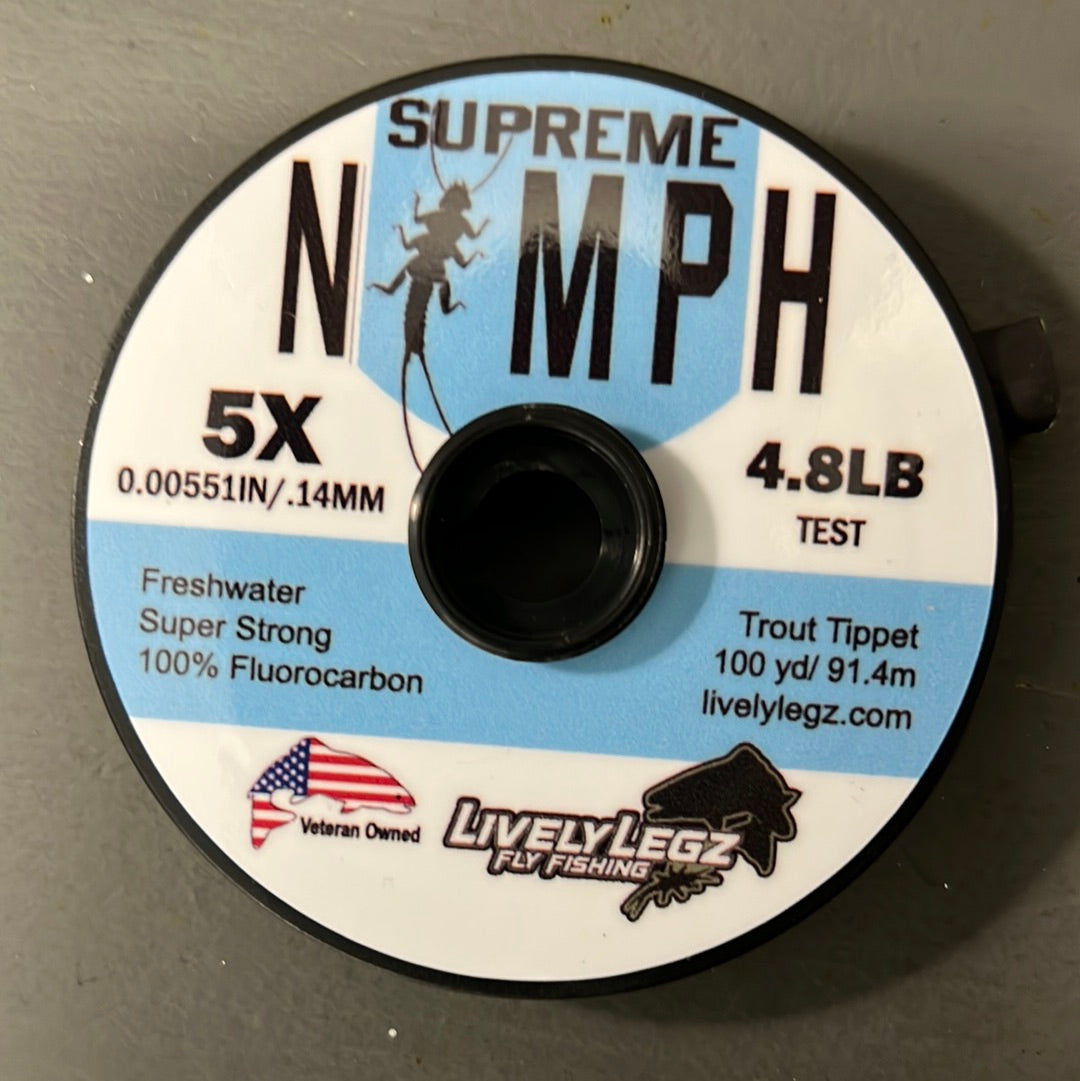 SUPREME
NYMPH
5X
0.00551IN/.14MM
4.8LB
TEST
Freshwater
Super Strong
100% Fluorocarbon
Trout Tippet
100 yd/ 91.4m
livelylegz.com
Veteran Owned
LIVELYLEGZ
FLY FISHING